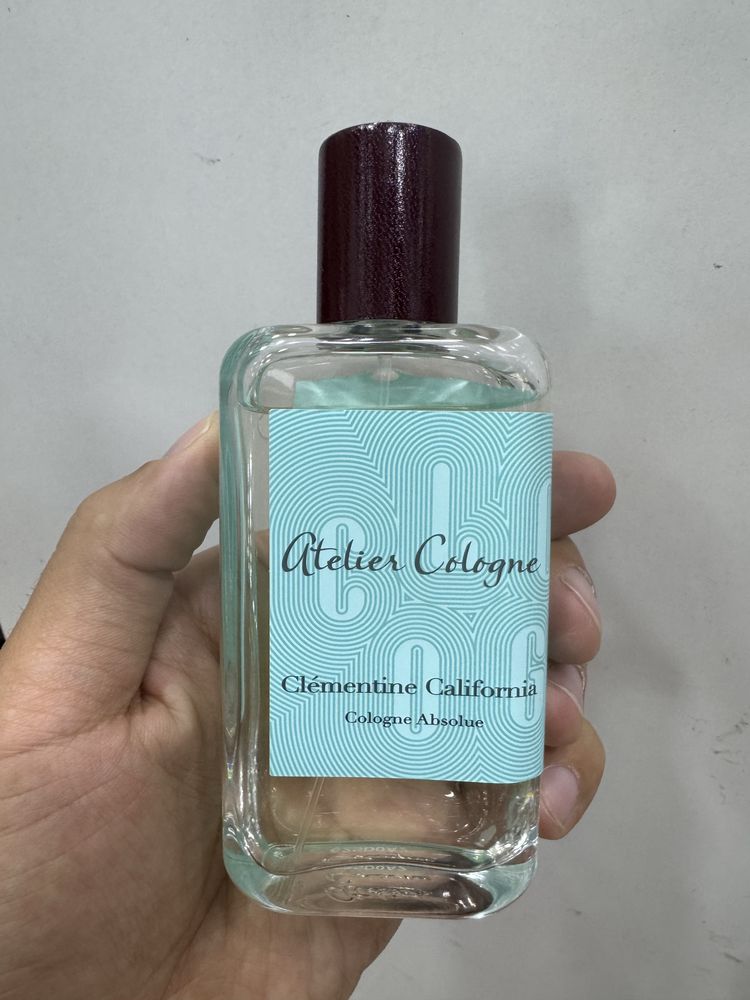 Atelier Cologne
Clémentine California
Cologne Absolue